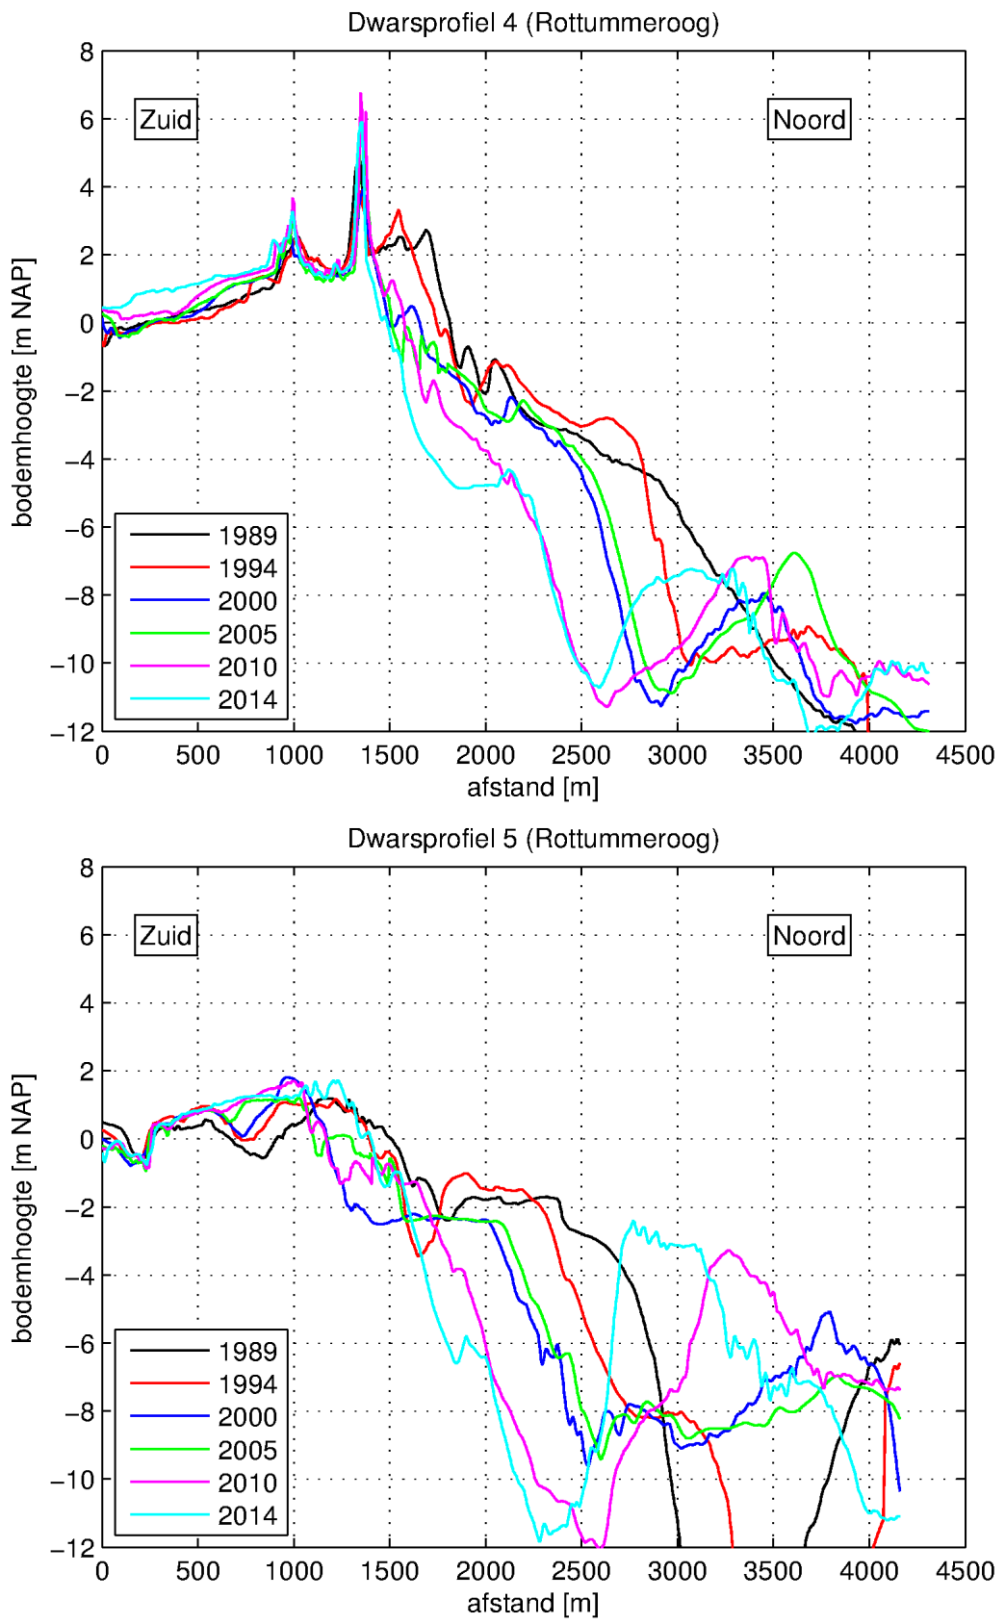 Dwarsprofiel 4 (Rottummeroog)
8
6
4
2
0
−2
−4
−6
−8
−10
−12
bodemhoogte [m NAP]
Zuid
Noord
1989
1994
2000
2005
2010
2014
0 500 1000 1500 2000 2500 3000 3500 4000 4500
afstand [m]
Dwarsprofiel 5 (Rottummeroog)
8
6
4
2
0
−2
−4
−6
−8
−10
−12
bodemhoogte [m NAP]
Zuid
Noord
1989
1994
2000
2005
2010
2014
0 500 1000 1500 2000 2500 3000 3500 4000 4500
afstand [m]